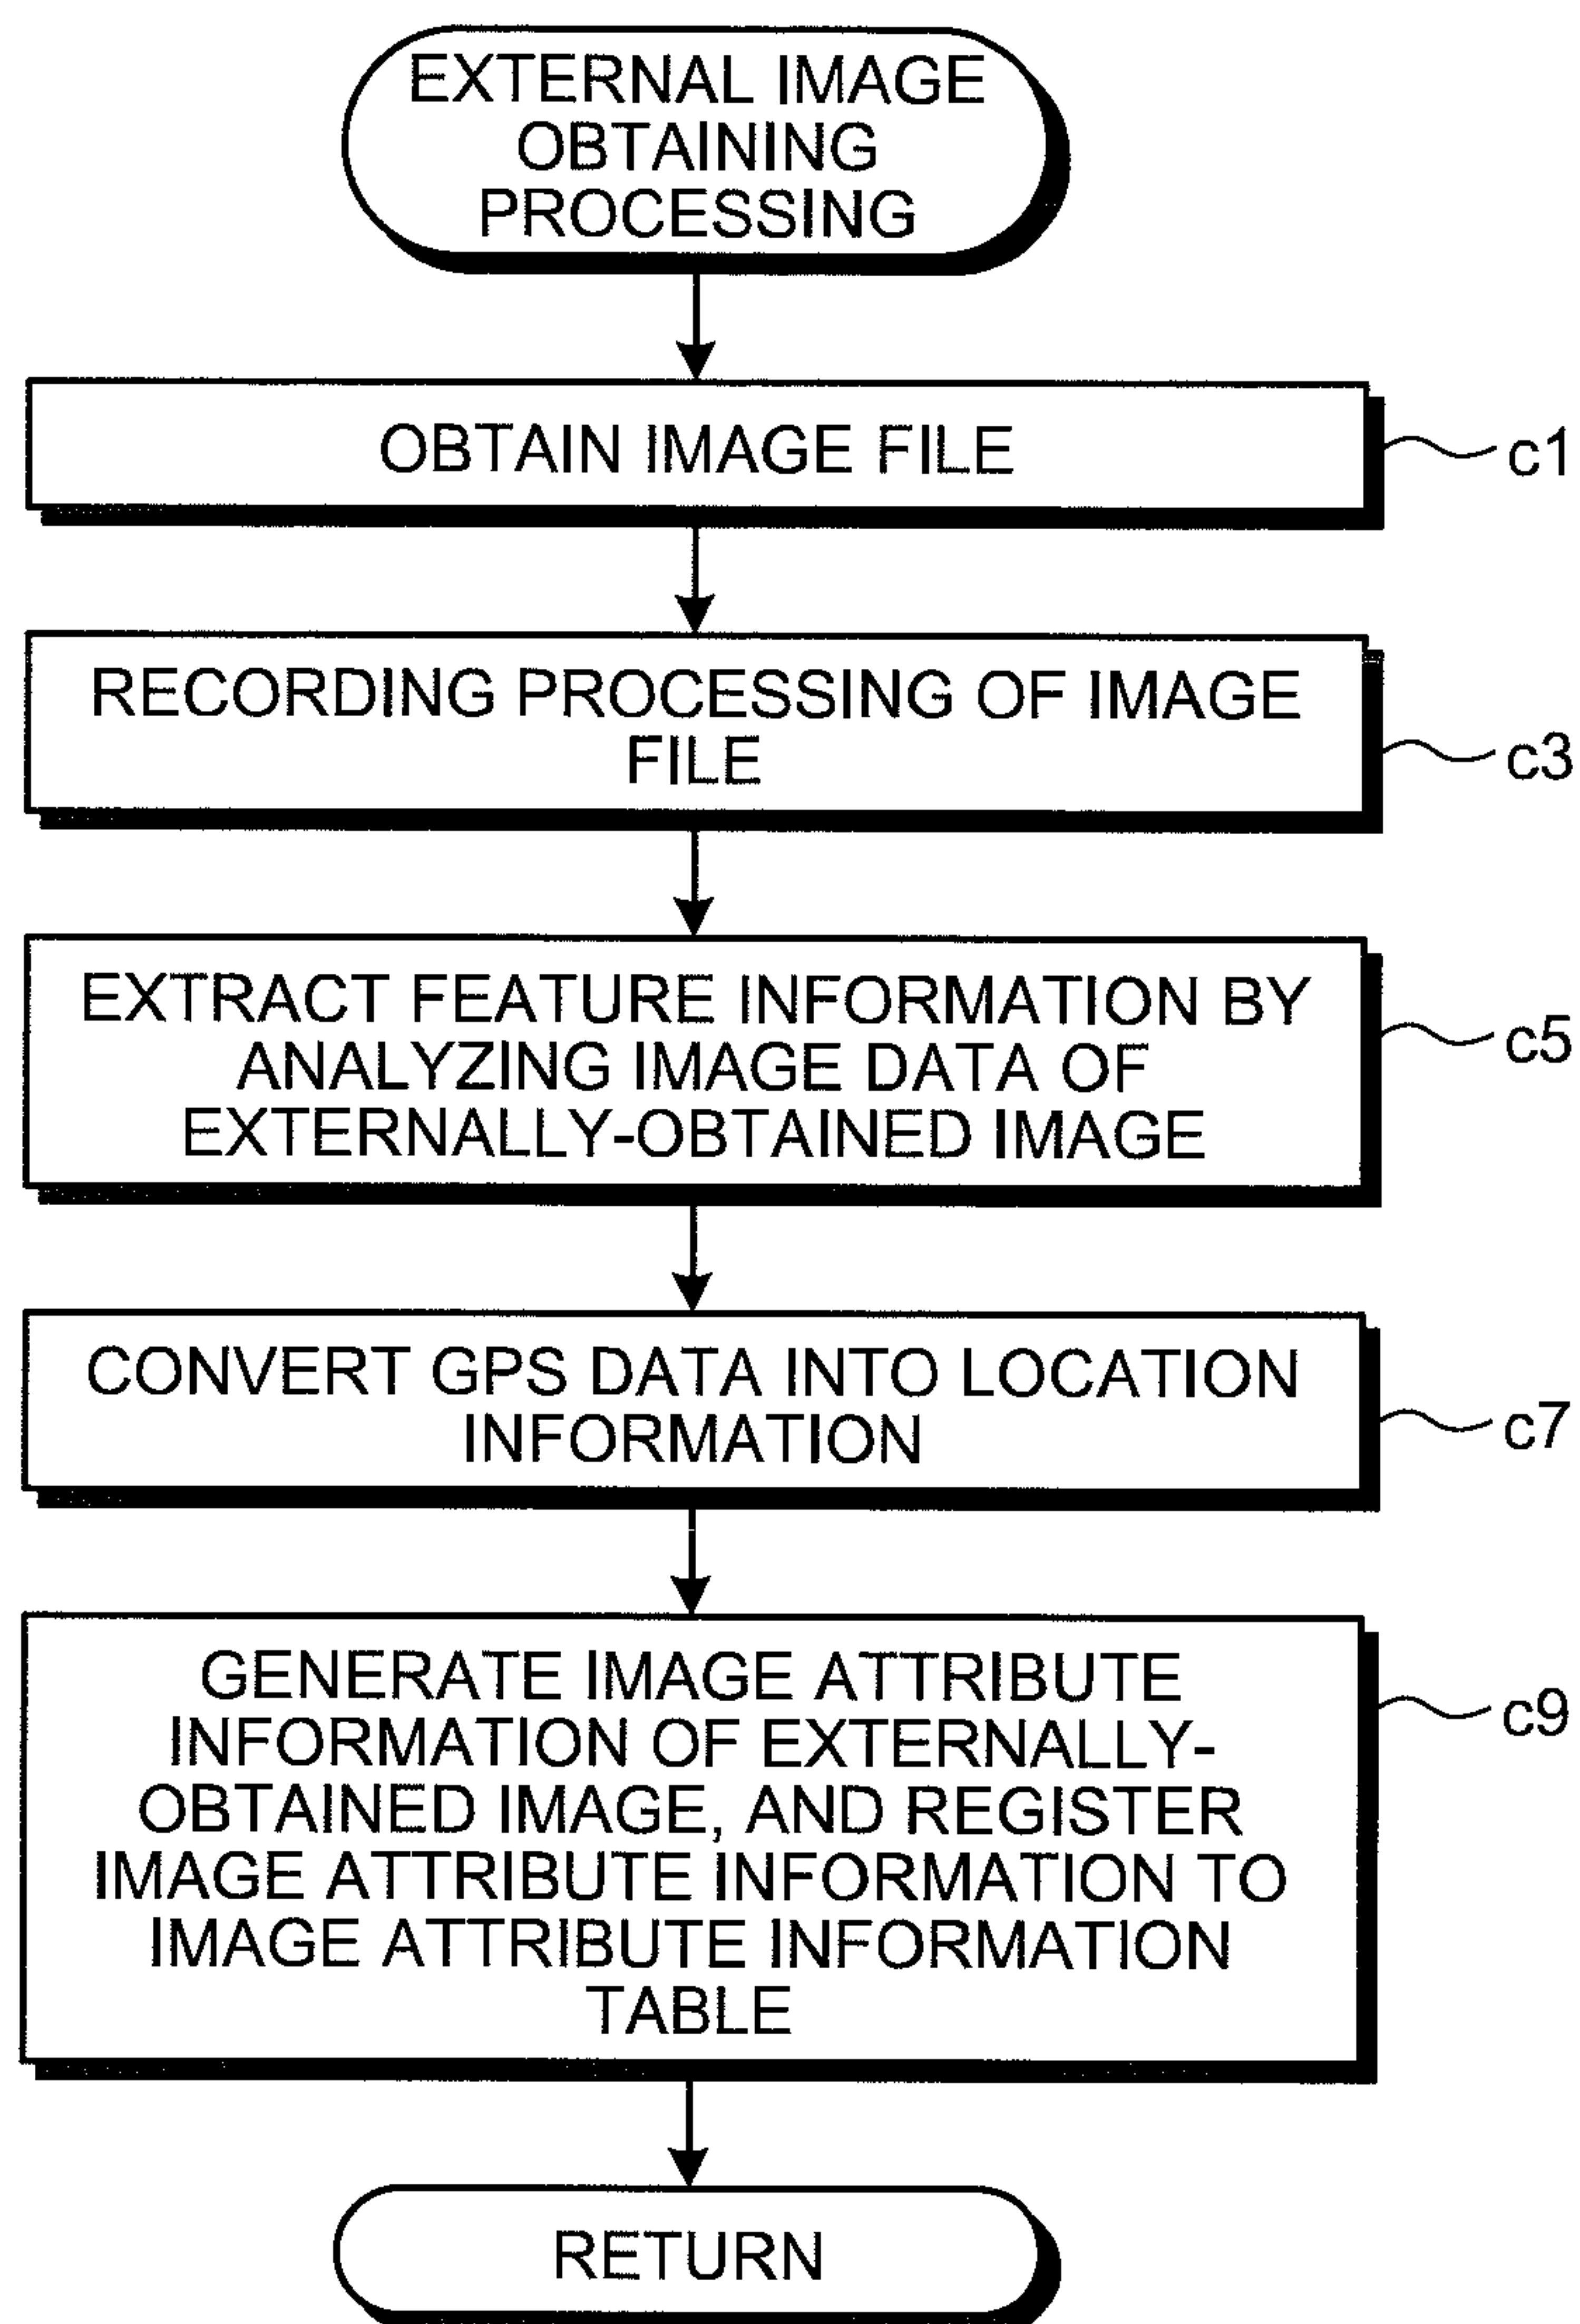 EXTERNAL IMAGE
OBTAINING
PROCESSING
OBTAIN IMAGE FILE
c1
RECORDING PROCESSING OF IMAGE
FILE
c3
EXTRACT FEATURE INFORMATION BY
ANALYZING IMAGE DATA OF
EXTERNALLY-OBTAINED IMAGE
c5
CONVERT GPS DATA INTO LOCATION
INFORMATION
c7
GENERATE IMAGE ATTRIBUTE
INFORMATION OF EXTERNALLY-
OBTAINED IMAGE, AND REGISTER
IMAGE ATTRIBUTE INFORMATION TO
IMAGE ATTRIBUTE INFORMATION
TABLE
c9
RETURN